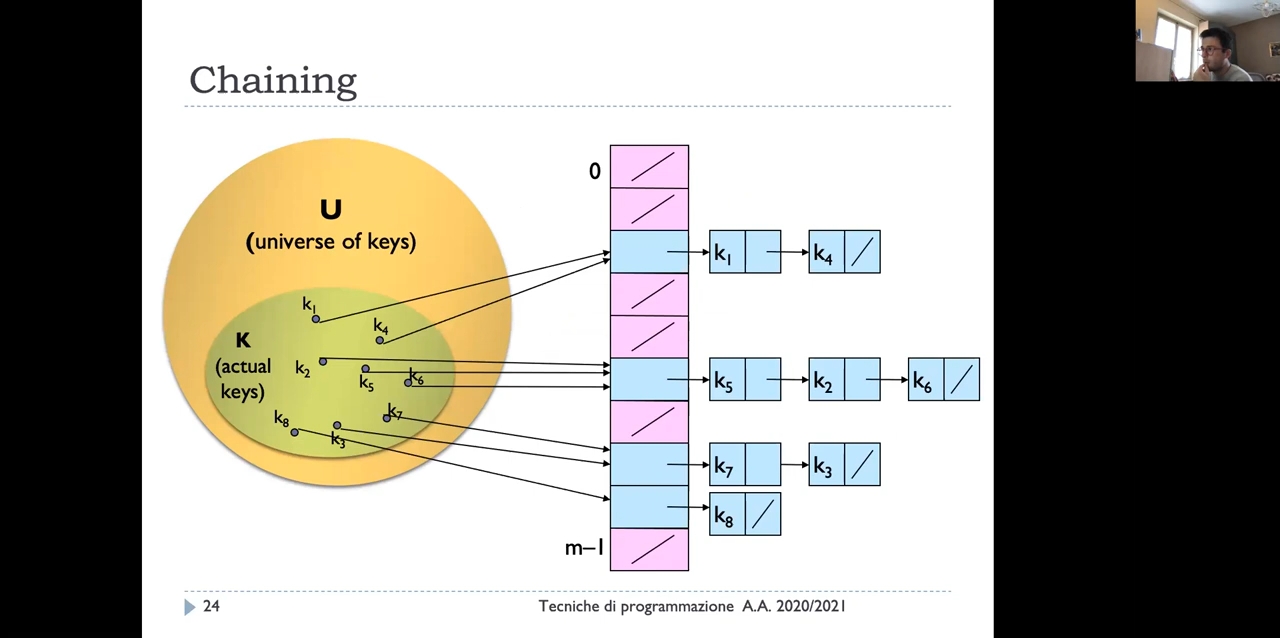 Chaining
U
(universe of keys)
K
(actual
keys)
k₁
k₄
k₂
k₅
k₆
k₇
k₈
k₃
0
m–1
k₁ k₄
k₅ k₂ k₆
k₇ k₃
k₈
24
Tecniche di programmazione A.A. 2020/2021